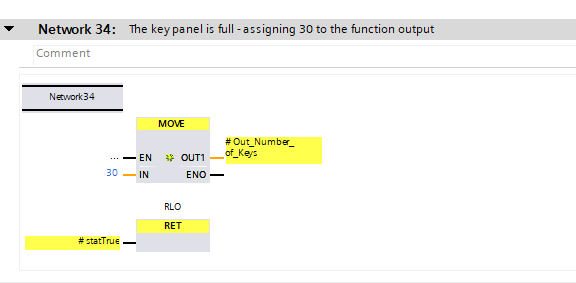 Network 34: The key panel is full - assigning 30 to the function output
Comment
Network34
MOVE
# Out_Number_
of_Keys
... EN OUT1
30 IN ENO
RLO
RET
# statTrue